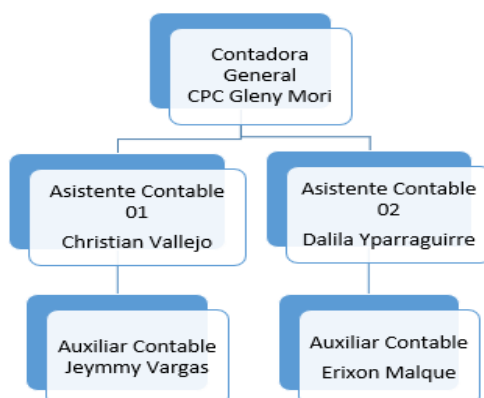 Contadora
General
CPC Gleny Mori
Asistente Contable
01
Christian Vallejo
Asistente Contable
02
Dalila Yparraguirre
Auxiliar Contable
Jeymmy Vargas
Auxiliar Contable
Erixon Malque